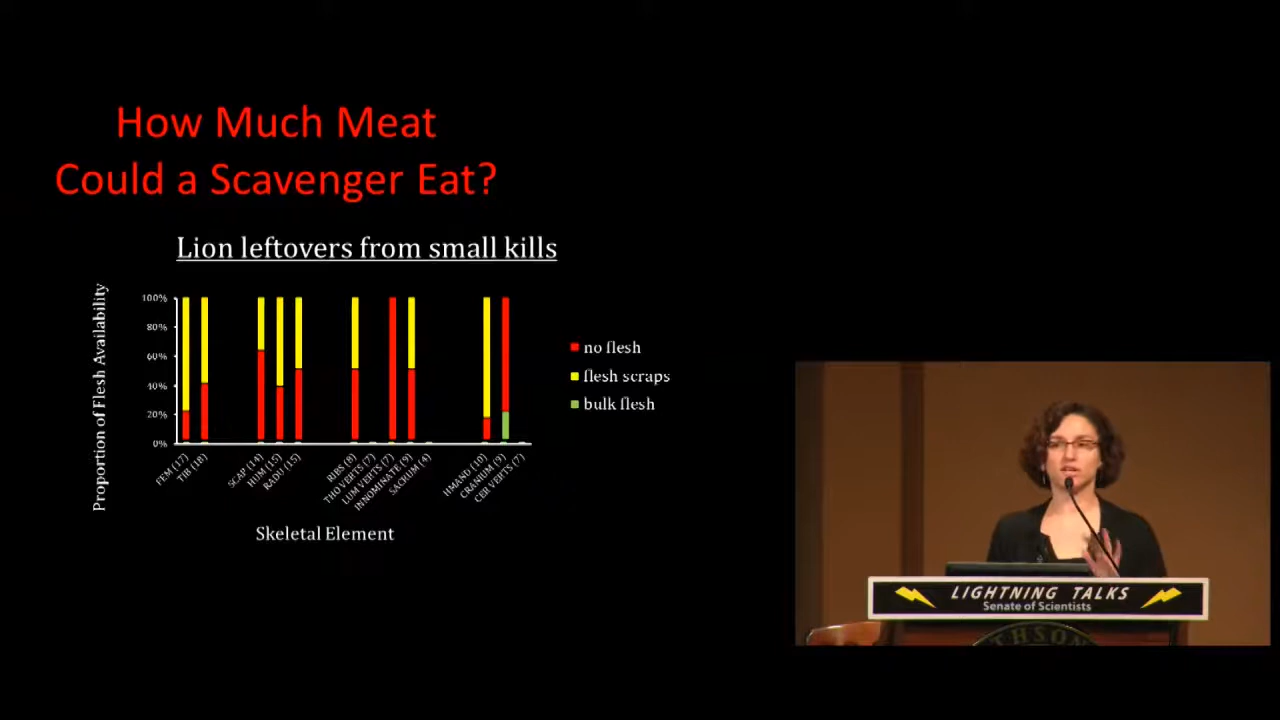 How Much Meat
Could a Scavenger Eat?
Lion leftovers from small kills
Proportion of Flesh Availability
100%
80%
60%
40%
20%
0%
FEM (17)
TIB (18)
SCAP (14)
HUM (15)
RADU (15)
RIBS (8)
THO VERTS (7)
LUM VERTS (7)
INNOMINATE (9)
SACRUM (4)
HMAND (10)
CRANIUM (9)
CER VERTS (7)
Skeletal Element
no flesh
flesh scraps
bulk flesh
LIGHTNING TALKS
Senate of Scientists
THSON